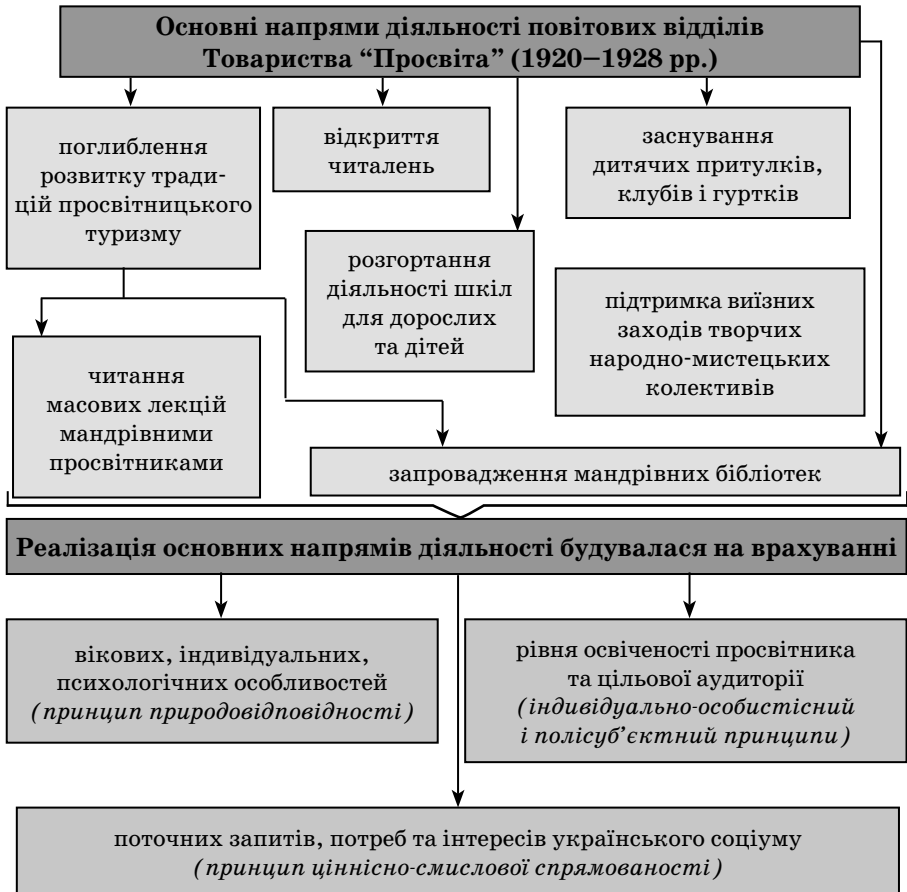 Основні напрями діяльності повітових відділів
Товариства “Просвіта” (1920–1928 рр.)
поглиблення
розвитку тради-
цій просвітницького
туризму
відкриття
читалень
заснування
дитячих притулків,
клубів і гуртків
розгортання
діяльності шкіл
для дорослих
та дітей
підтримка виїзних
заходів творчих
народно-мистецьких
колективів
читання
масових лекцій
мандрівними
просвітниками
запровадження мандрівних бібліотек
Реалізація основних напрямів діяльності будувалася на врахуванні
вікових, індивідуальних,
психологічних особливостей
(принцип природовідповідності)
рівня освіченості просвітника
та цільової аудиторії
(індивідуально-особистісний
і полісуб’єктний принципи)
поточних запитів, потреб та інтересів українського соціуму
(принцип ціннісно-смислової спрямованості)